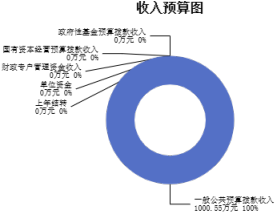 收入预算图
政府性基金预算拨款收入
0万元 0%
国有资本经营预算拨款收入
0万元 0%
财政专户管理资金收入
0万元 0%
单位资金
0万元 0%
上年结转
0万元 0%
一般公共预算拨款收入
1000.55万元 100%